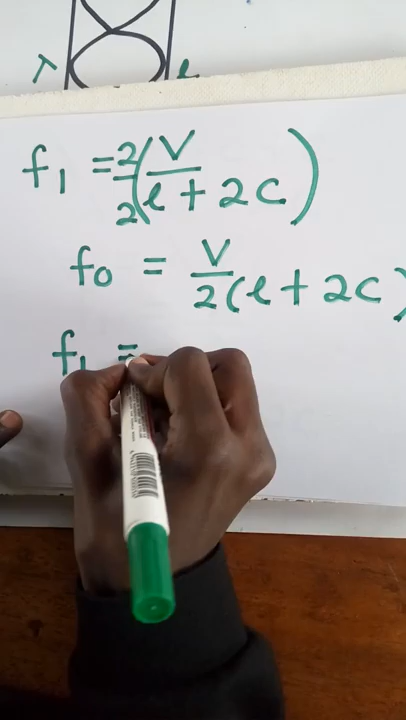 λ l
f₁ = 2/2 (V/l + 2c)
f₀ = V/2(l + 2c)
f₁ =